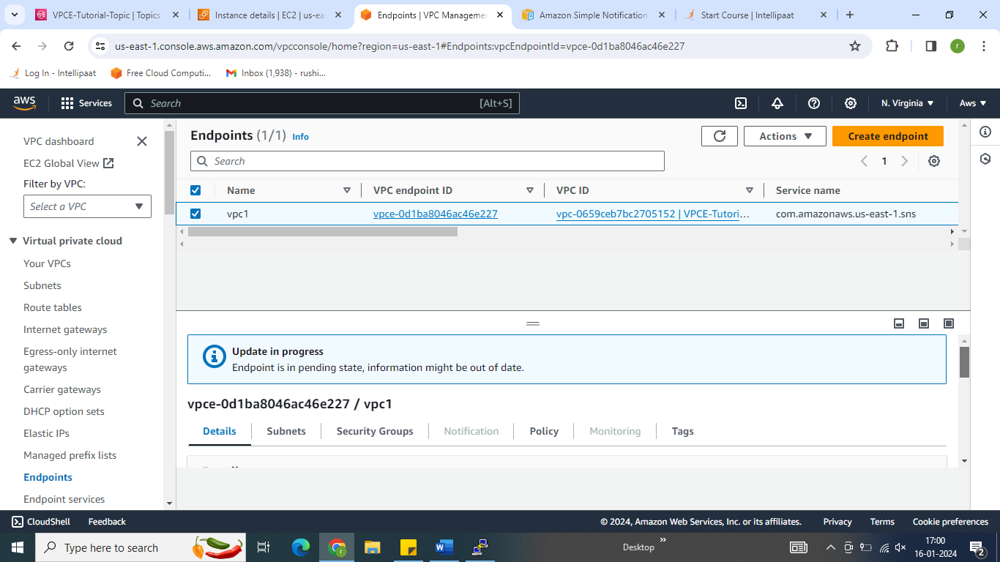 VPCE-Tutorial-Topic | Topics
Instance details | EC2 | us-ea
Endpoints | VPC Manageme
Amazon Simple Notification
Start Course | Intellipaat
us-east-1.console.aws.amazon.com/vpcconsole/home?region=us-east-1#Endpoints:vpcEndpointId=vpce-0d1ba8046ac46e227
r
Log In - Intellipaat
Free Cloud Computi...
Inbox (1,938) - rushi...
aws
Services
Search
[Alt+S]
N. Virginia
Aws
VPC dashboard
EC2 Global View
Filter by VPC:
Select a VPC
Virtual private cloud
Your VPCs
Subnets
Route tables
Internet gateways
Egress-only internet
gateways
Carrier gateways
DHCP option sets
Elastic IPs
Managed prefix lists
Endpoints
Endpoint services
Endpoints (1/1) Info
Actions
Create endpoint
Search
1
Name
VPC endpoint ID
VPC ID
Service name
vpc1
vpce-0d1ba8046ac46e227
vpc-0659ceb7bc2705152 | VPCE-Tutori...
com.amazonaws.us-east-1.sns
Update in progress
Endpoint is in pending state, information might be out of date.
vpce-0d1ba8046ac46e227 / vpc1
Details
Subnets
Security Groups
Notification
Policy
Monitoring
Tags
CloudShell
Feedback
© 2024, Amazon Web Services, Inc. or its affiliates.
Privacy
Terms
Cookie preferences
Type here to search
Desktop
17:00
16-01-2024
2